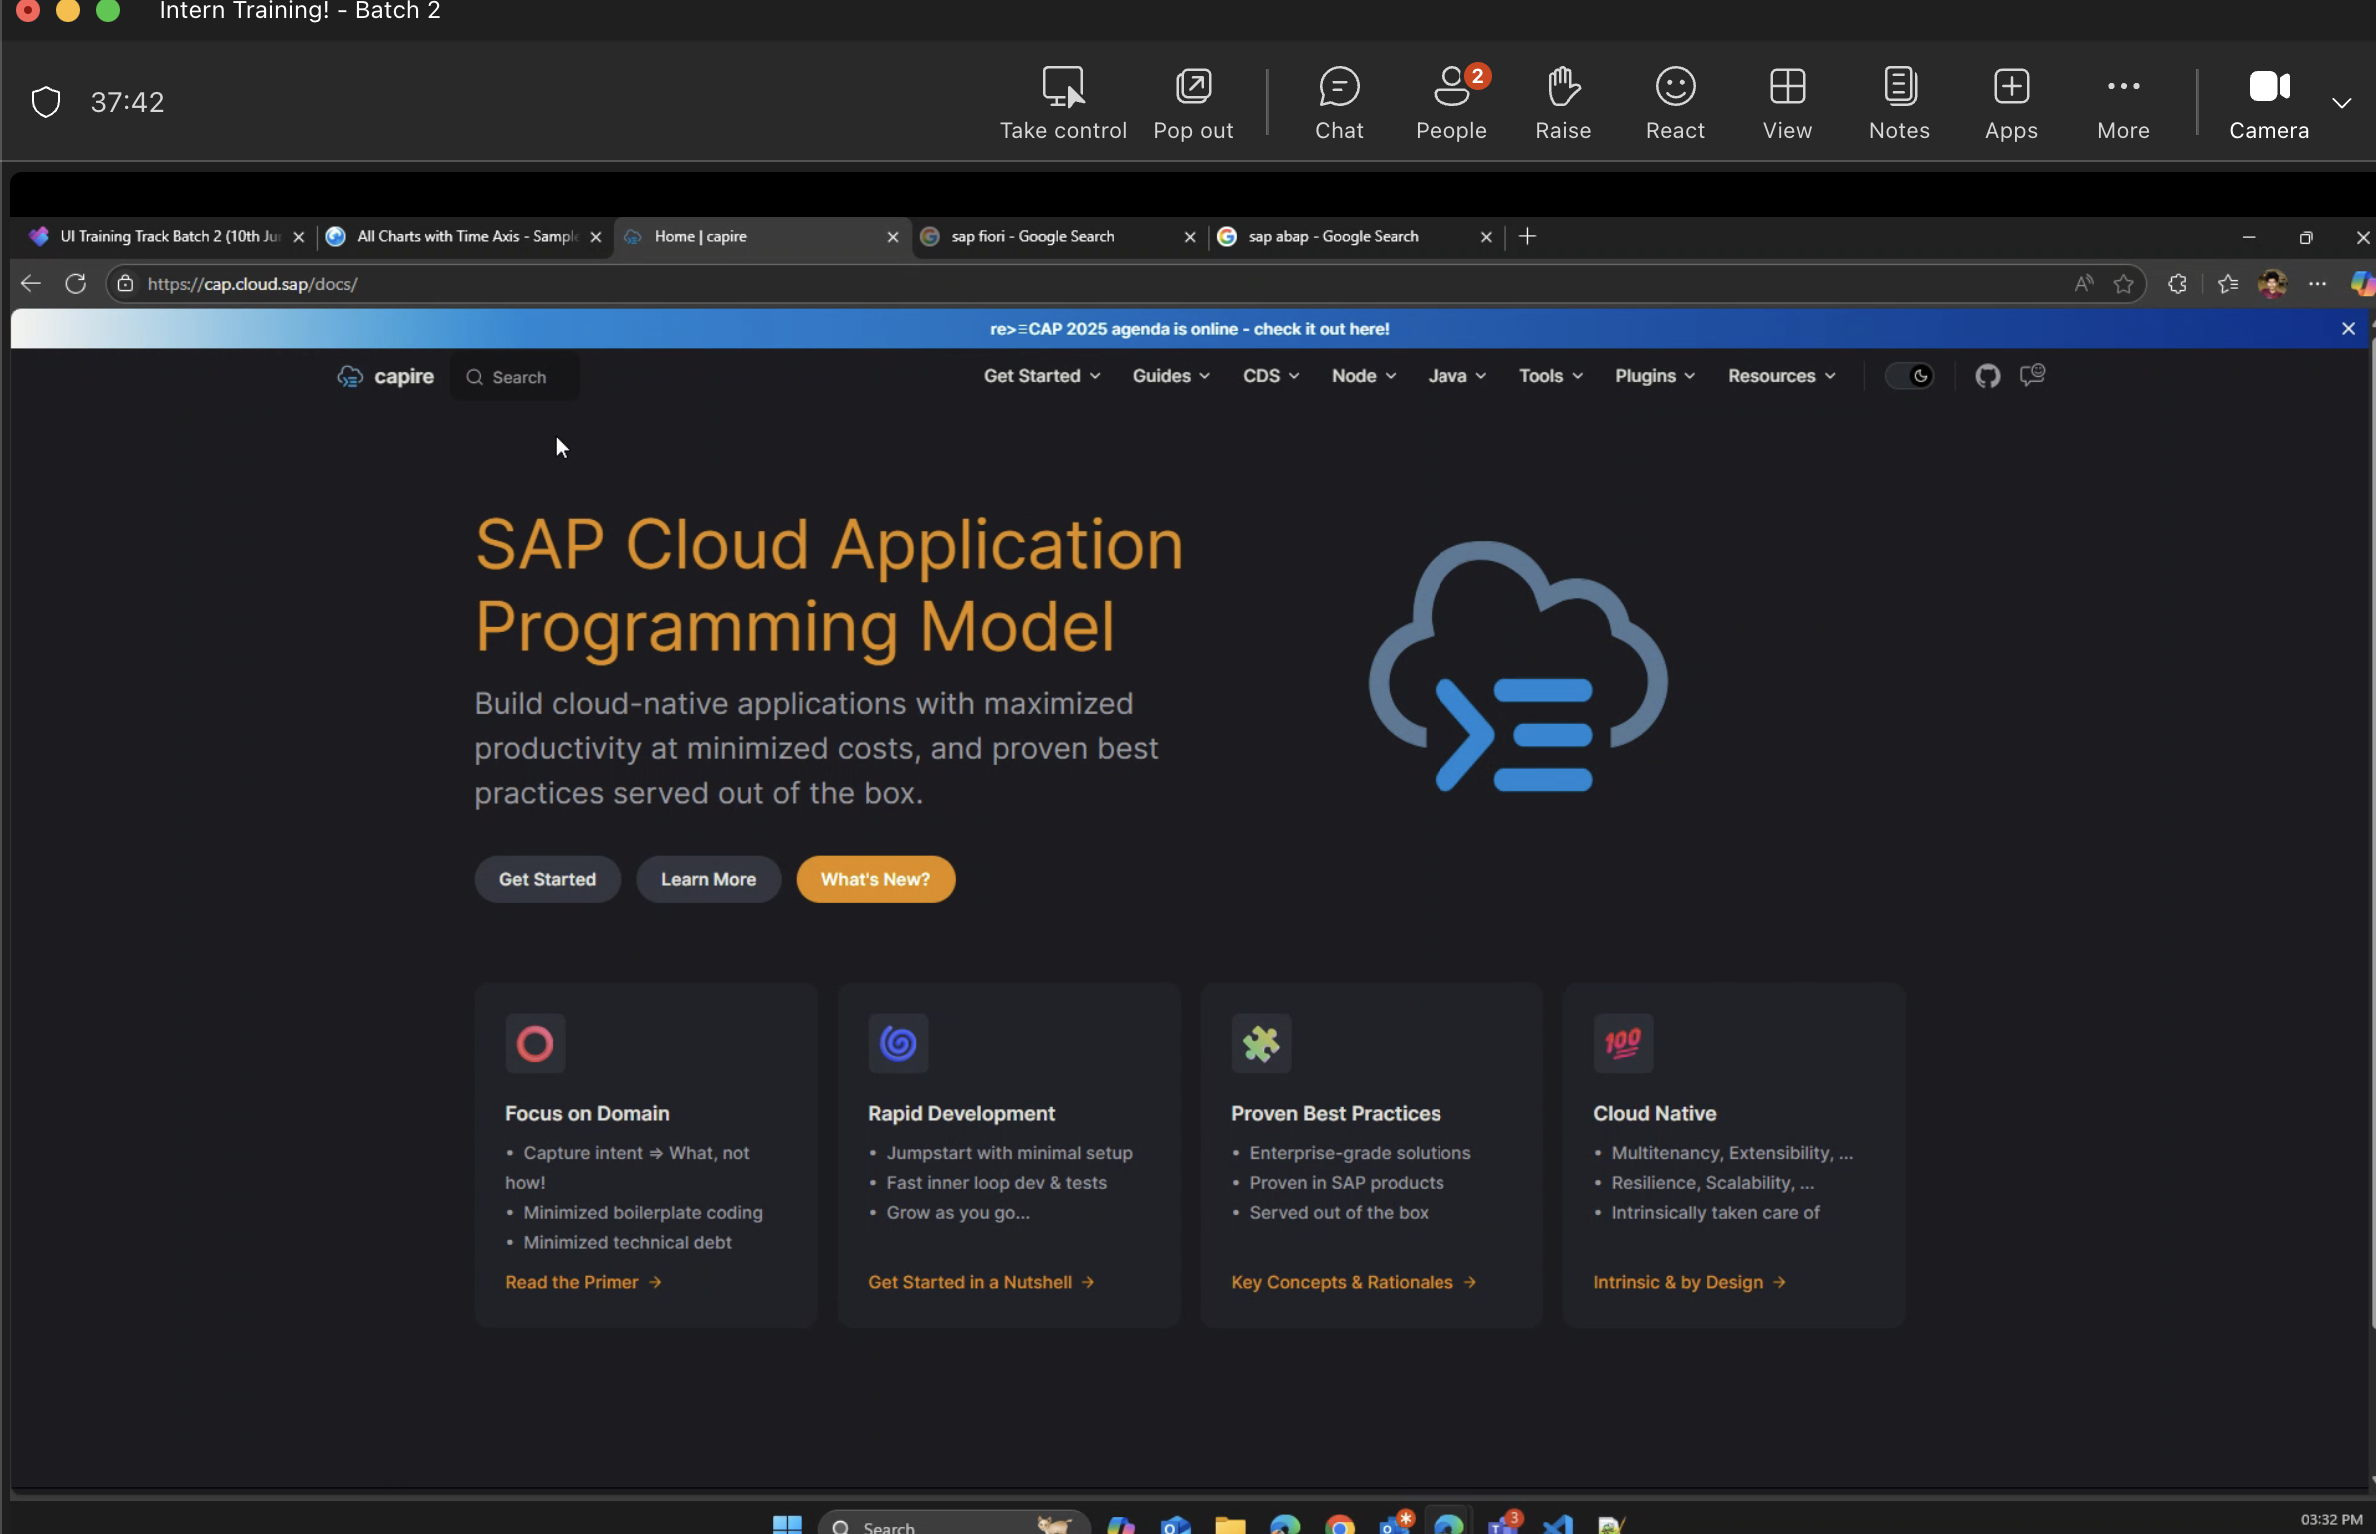 Intern Training! - Batch 2
37:42
Take control
Pop out
Chat
2
People
Raise
React
View
Notes
Apps
More
Camera
UI Training Track Batch 2 (10th Ju
All Charts with Time Axis - Sampl
Home | capire
sap fiori - Google Search
sap abap - Google Search
https://cap.cloud.sap/docs/
re>≡CAP 2025 agenda is online - check it out here!
capire
Search
Get Started
Guides
CDS
Node
Java
Tools
Plugins
Resources
SAP Cloud Application
Programming Model
Build cloud-native applications with maximized
productivity at minimized costs, and proven best
practices served out of the box.
Get Started
Learn More
What's New?
Focus on Domain
• Capture intent ⇒ What, not
how!
• Minimized boilerplate coding
• Minimized technical debt
Read the Primer →
Rapid Development
• Jumpstart with minimal setup
• Fast inner loop dev & tests
• Grow as you go...
Get Started in a Nutshell →
Proven Best Practices
• Enterprise-grade solutions
• Proven in SAP products
• Served out of the box
Key Concepts & Rationales →
100
Cloud Native
• Multitenancy, Extensibility, ...
• Resilience, Scalability, ...
• Intrinsically taken care of
Intrinsic & by Design →
Search
3
03:32 PM